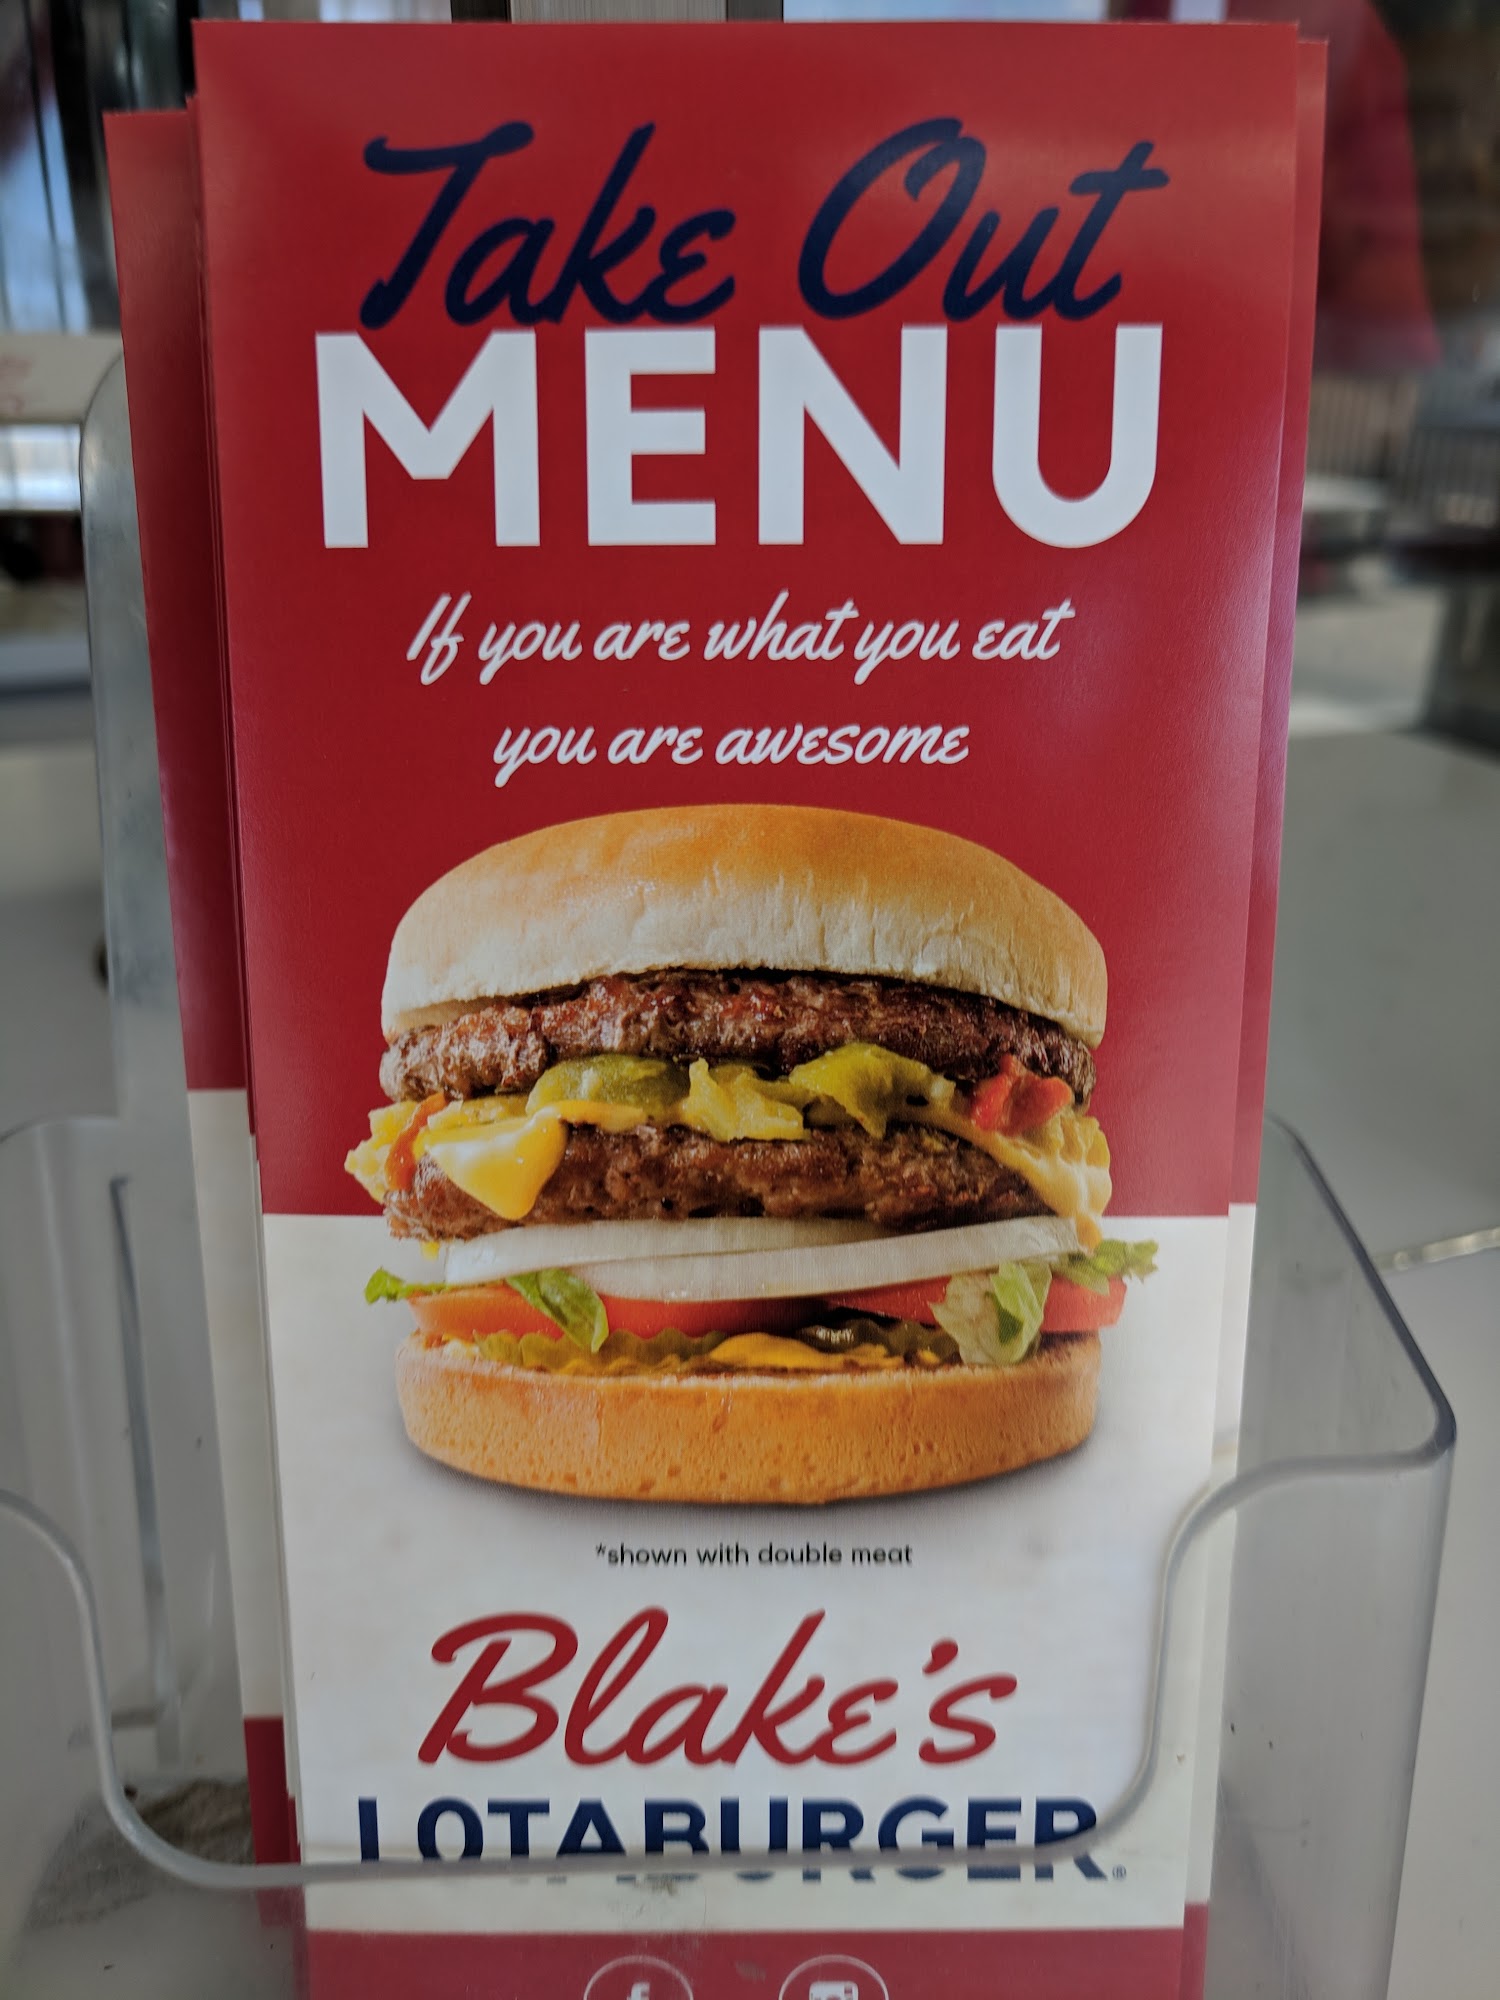 Take Out
MENU
If you are what you eat
you are awesome
*shown with double meat
Blake's
LOTABURGER®